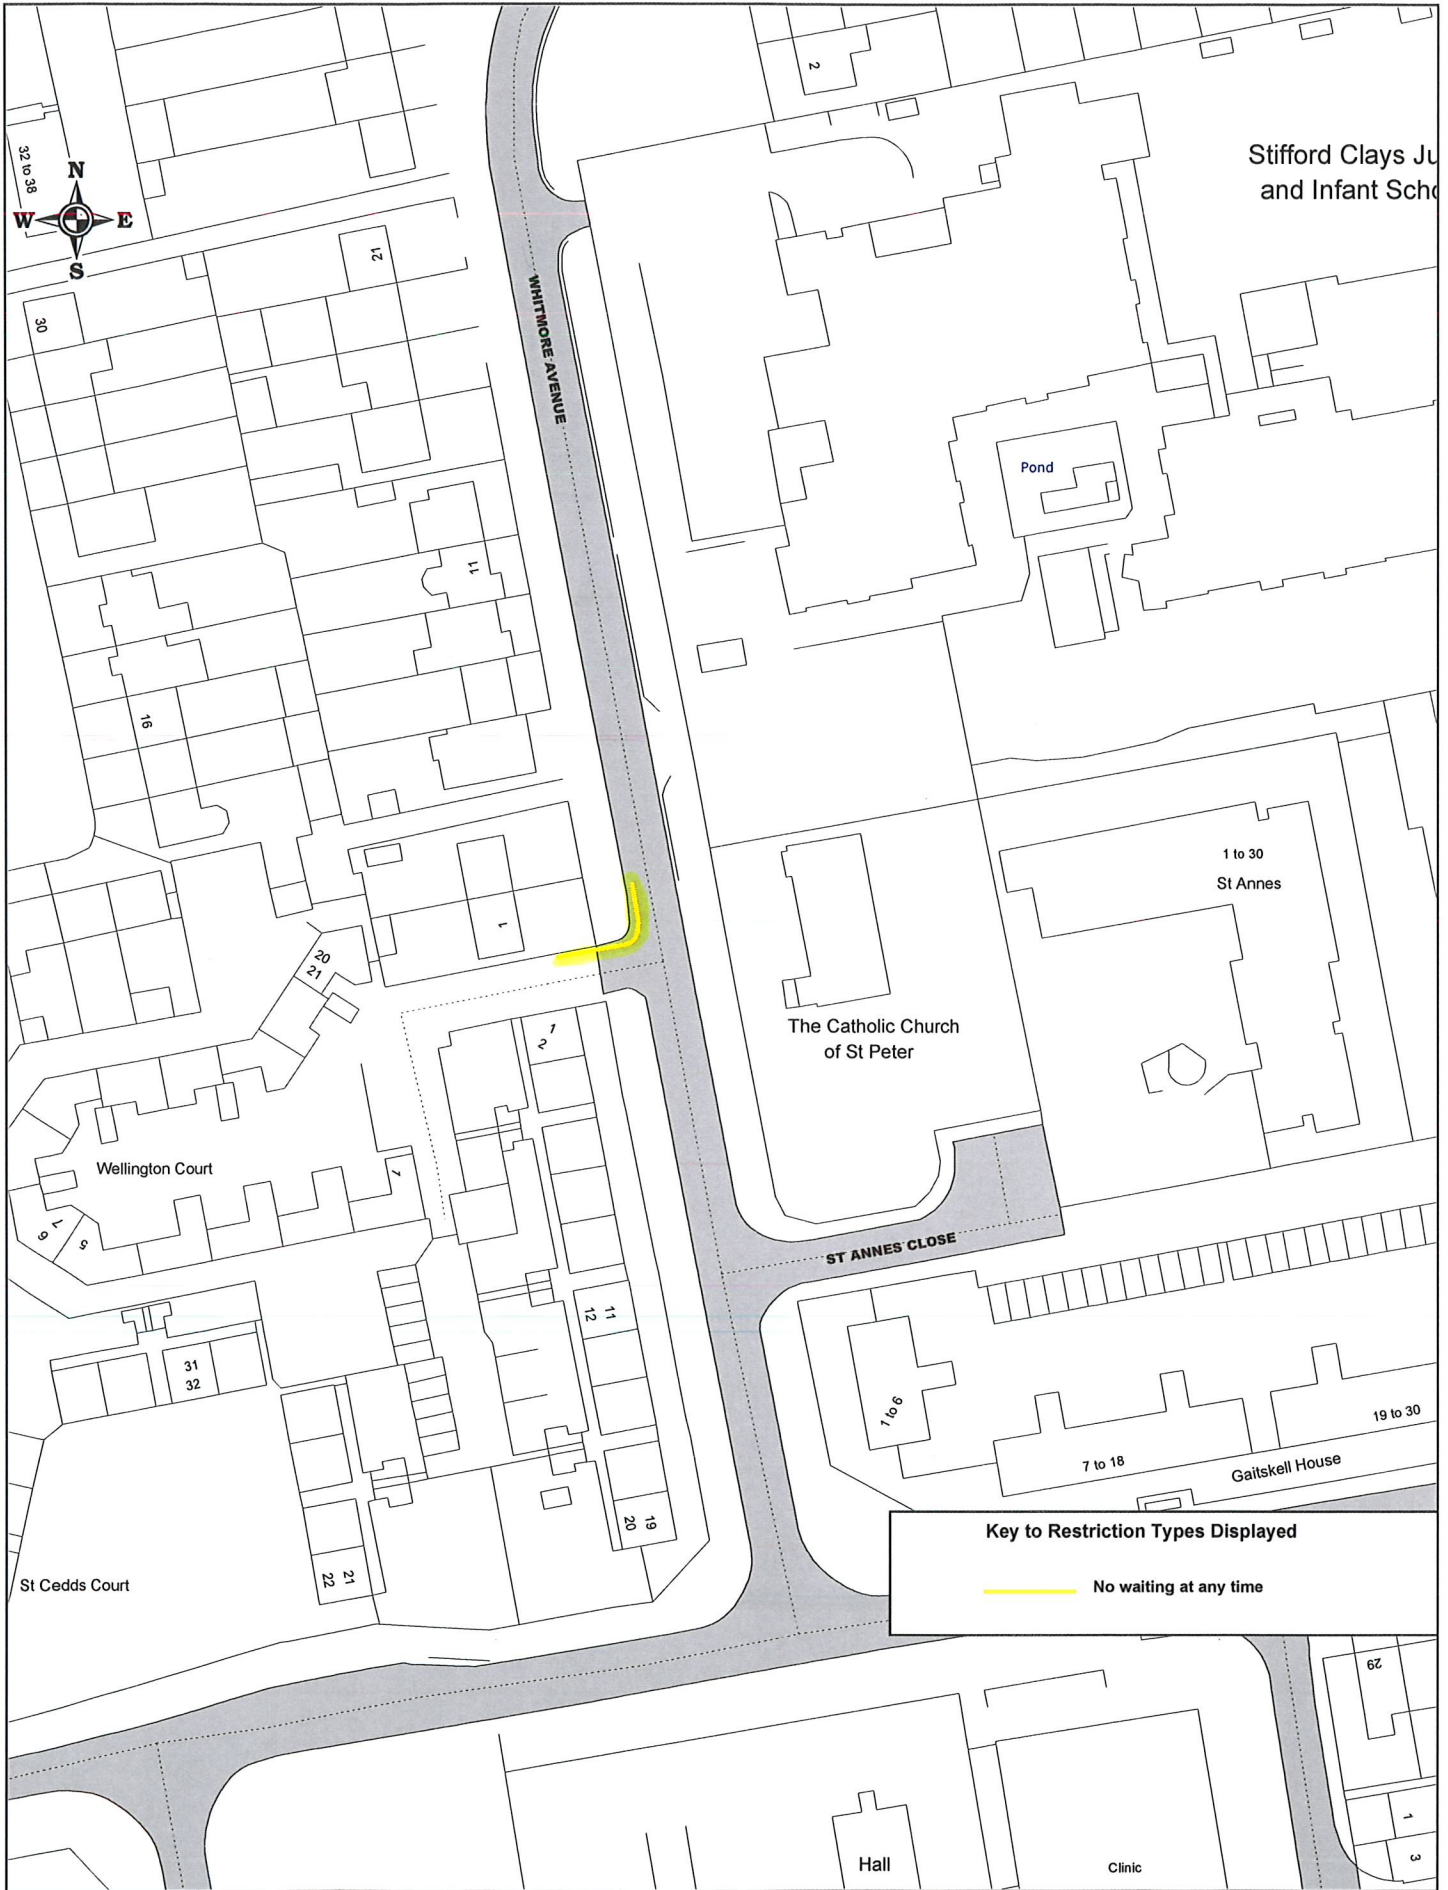 2
Stifford Clays Ju
and Infant Scho
32 to 38
N
W E
S
21
30
WHITMORE AVENUE
Pond
11
16
1 to 30
St Annes
1
20
21
The Catholic Church
of St Peter
1
2
Wellington Court
1
7
6
5
ST ANNES CLOSE
11
12
31
32
1 to 6
19 to 30
7 to 18
Gaitskell House
19
20
Key to Restriction Types Displayed
No waiting at any time
21
22
St Cedds Court
29
1
3
Hall
Clinic